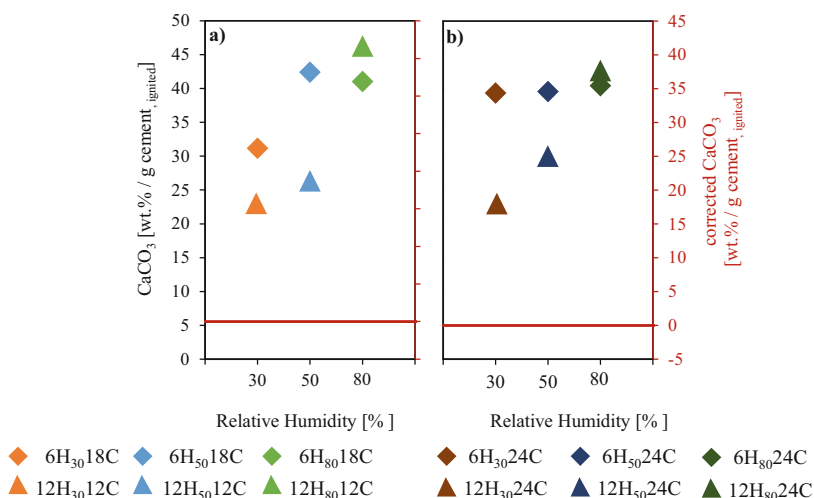 a)
50
45
40
35
30
25
20
15
10
5
0
CaCO₃ [wt.% / g cement,ignited]
30 50 80
Relative Humidity [% ]
b)
45
40
35
30
25
20
15
10
5
0
-5
corrected CaCO₃
[wt.% / g cement,ignited]
30 50 80
Relative Humidity [% ]
6H₃₀18C 6H₅₀18C 6H₈₀18C
12H₃₀12C 12H₅₀12C 12H₈₀12C
6H₃₀24C 6H₅₀24C 6H₈₀24C
12H₃₀24C 12H₅₀24C 12H₈₀24C